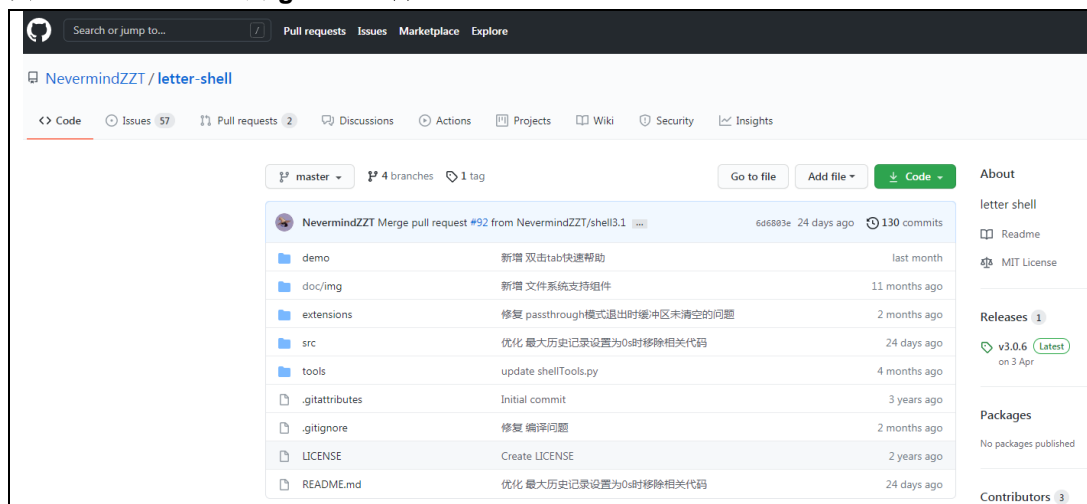 Search or jump to... / Pull requests Issues Marketplace Explore
NevermindZZT / letter-shell
<> Code Issues 57 Pull requests 2 Discussions Actions Projects Wiki Security Insights
master 4 branches 1 tag Go to file Add file Code
NevermindZZT Merge pull request #92 from NevermindZZT/shell3.1 ... 6d6803e 24 days ago 130 commits
demo 新增 双击tab快速帮助 last month
doc/img 新增 文件系统支持组件 11 months ago
extensions 修复 passthrough模式退出时缓冲区未清空的问题 2 months ago
src 优化 最大历史记录设置为0s时移除相关代码 24 days ago
tools update shellTools.py 4 months ago
.gitattributes Initial commit 3 years ago
.gitignore 修复 编译问题 2 months ago
LICENSE Create LICENSE 2 years ago
README.md 优化 最大历史记录设置为0s时移除相关代码 24 days ago
About
letter shell
Readme
MIT License
Releases 1
v3.0.6 Latest
on 3 Apr
Packages
No packages published
Contributors 3